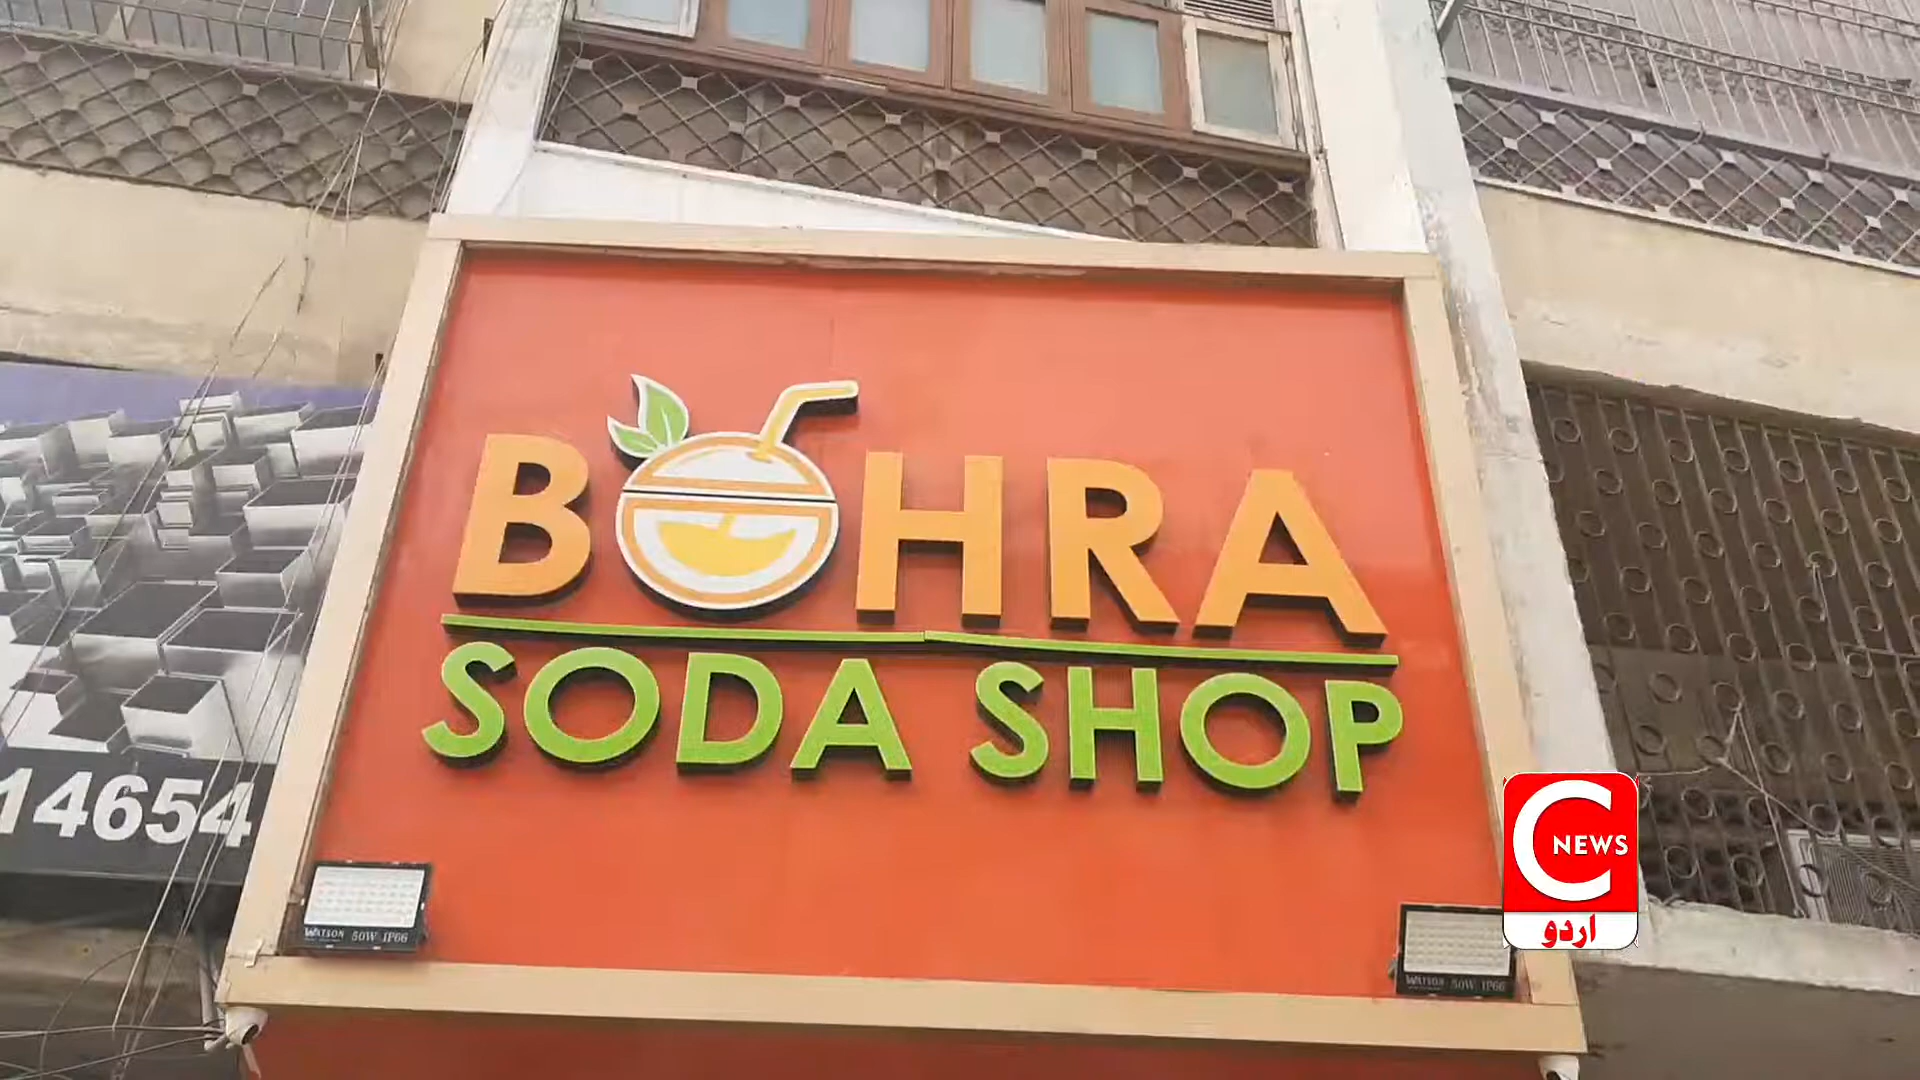 BOHRA
SODA SHOP
14654
WATSON 50W IP66
WATSON 50W IP66
C NEWS
اردو